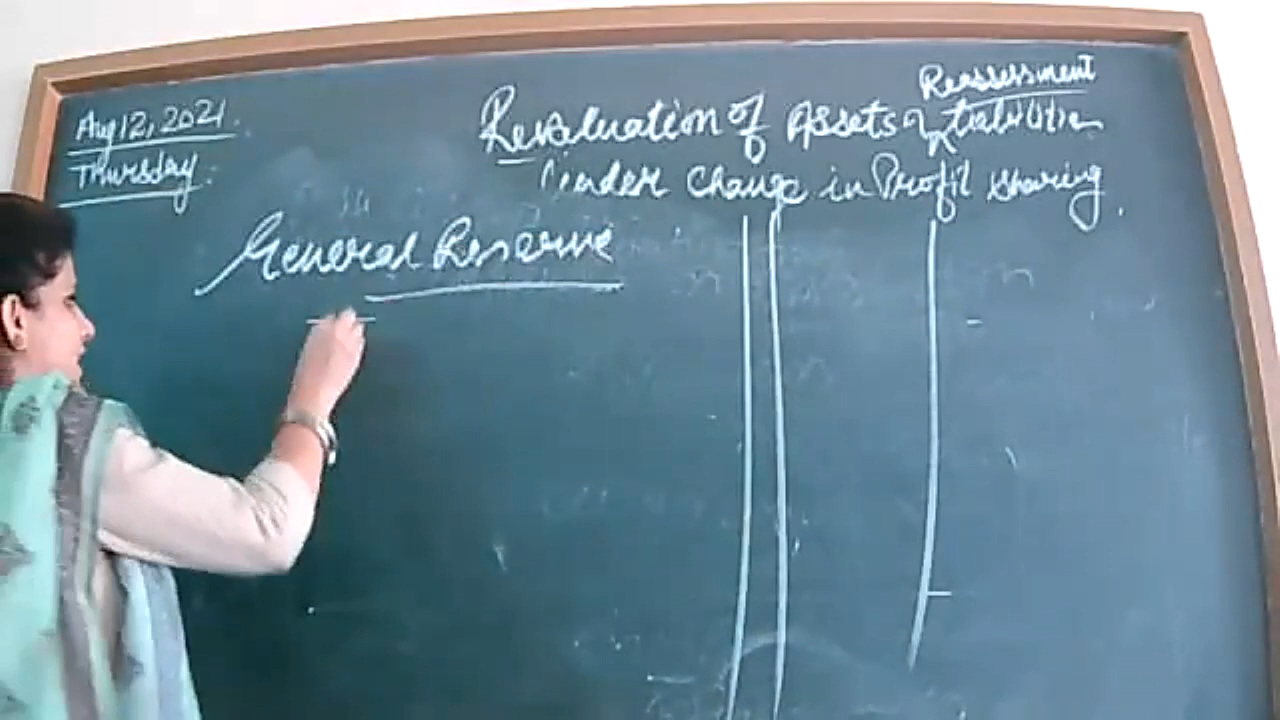 Aug 12, 2021.
Thursday.
Reassessment
Revaluation of Assets & Liabilities
Under Change in Profit sharing.
General Reserve